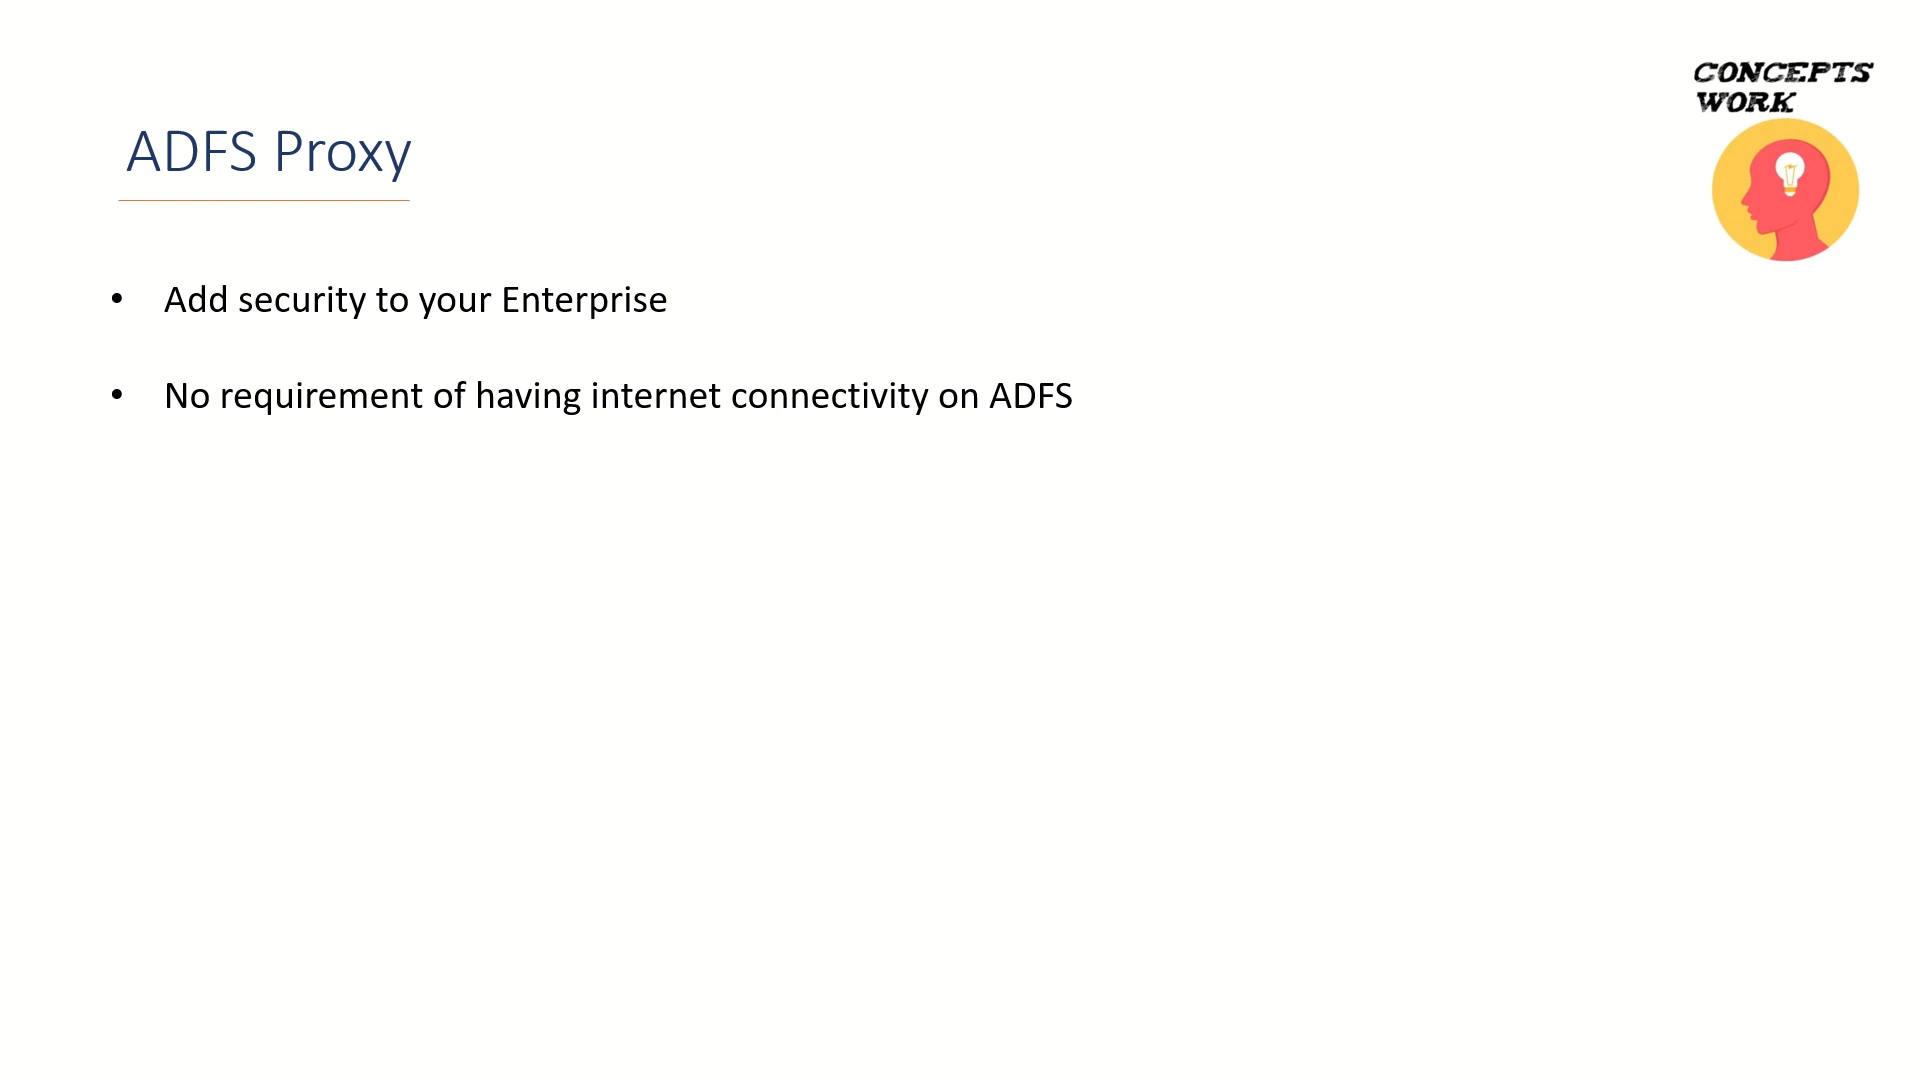 CONCEPTS
WORK
ADFS Proxy
• Add security to your Enterprise
• No requirement of having internet connectivity on ADFS